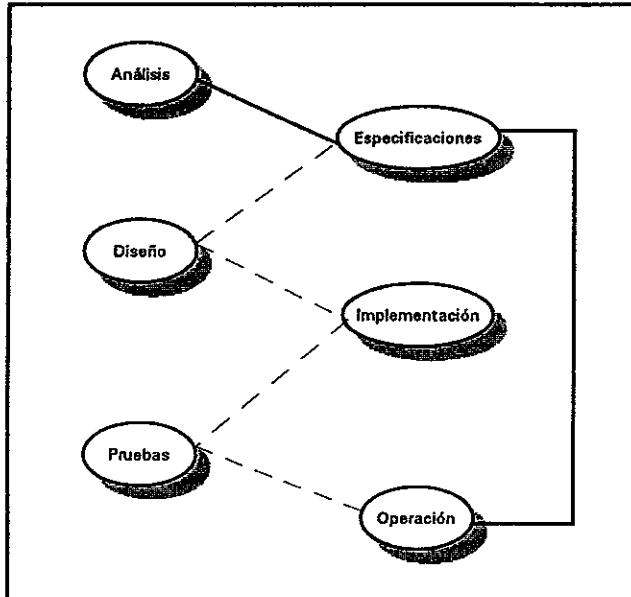 Análisis
Especificaciones
Diseño
Implementación
Pruebas
Operación